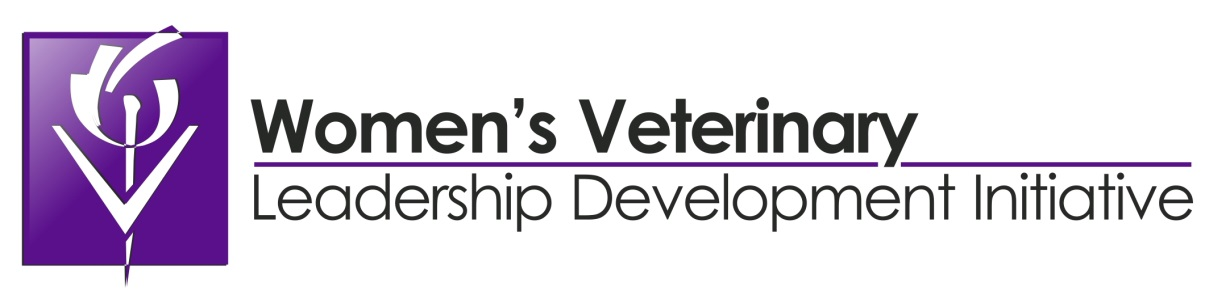 Women’s Veterinary
Leadership Development Initiative